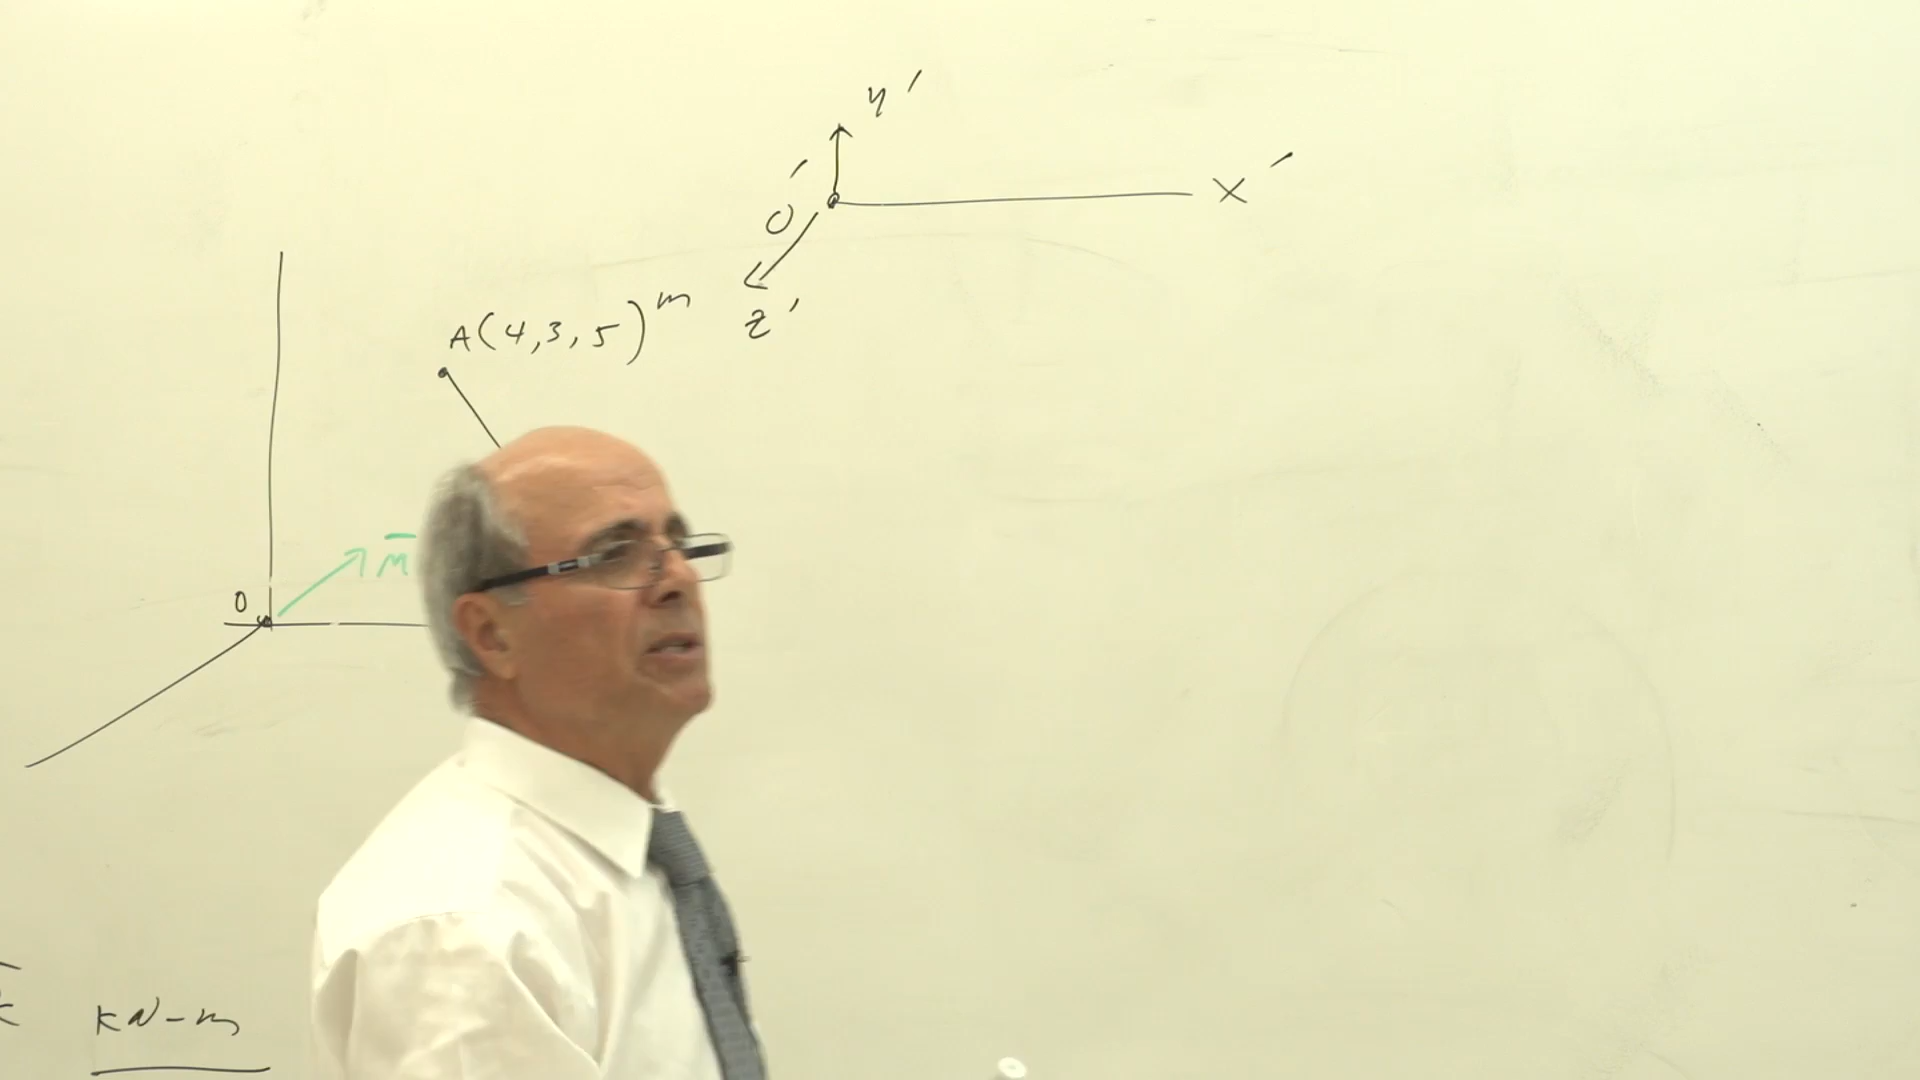 y'
O'
x'
z'
A(4,3,5)m
M̅
O
k̅ kN-m